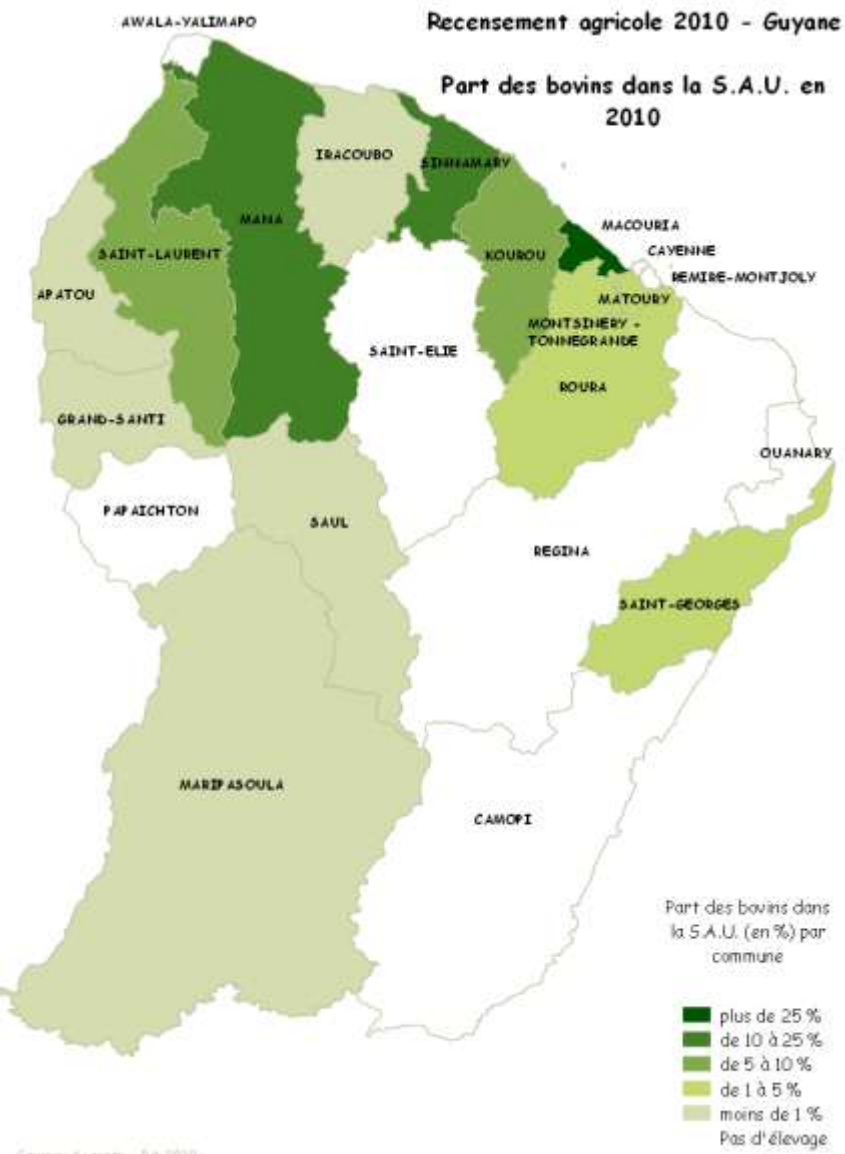 Recensement agricole 2010 - Guyane
Part des bovins dans la S.A.U. en
2010
AWALA-YALIMAPO
IRACOUBO
SINNAMARY
MANA
MACOURIA
SAINT-LAURENT
KOUROU
CAYENNE
REMIRE-MONTJOLY
APATOU
MATOURY
MONTSINERY -
TONNEGRANDE
SAINT-ELIE
ROURA
GRAND-SANTI
OUANARY
PAPAICHTON
SAUL
REGINA
SAINT-GEORGES
MARIPASOULA
CAMOPI
Part des bovins dans
la S.A.U. (en %) par
commune
plus de 25 %
de 10 à 25 %
de 5 à 10 %
de 1 à 5 %
moins de 1 %
Pas d'élevage